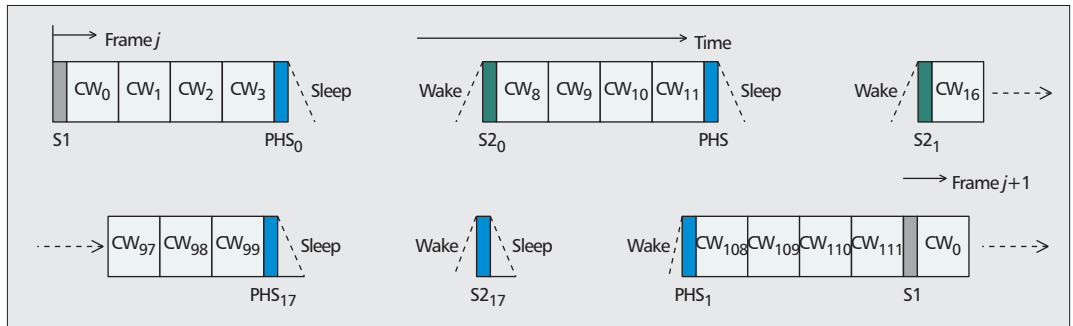 Frame j Time
CW0 CW1 CW2 CW3 Sleep Wake CW8 CW9 CW10 CW11 Sleep Wake CW16
S1 PHS0 S20 PHS S21
Frame j+1
CW97 CW98 CW99 Sleep Wake Sleep Wake CW108 CW109 CW110 CW111 CW0
PHS17 S217 PHS1 S1